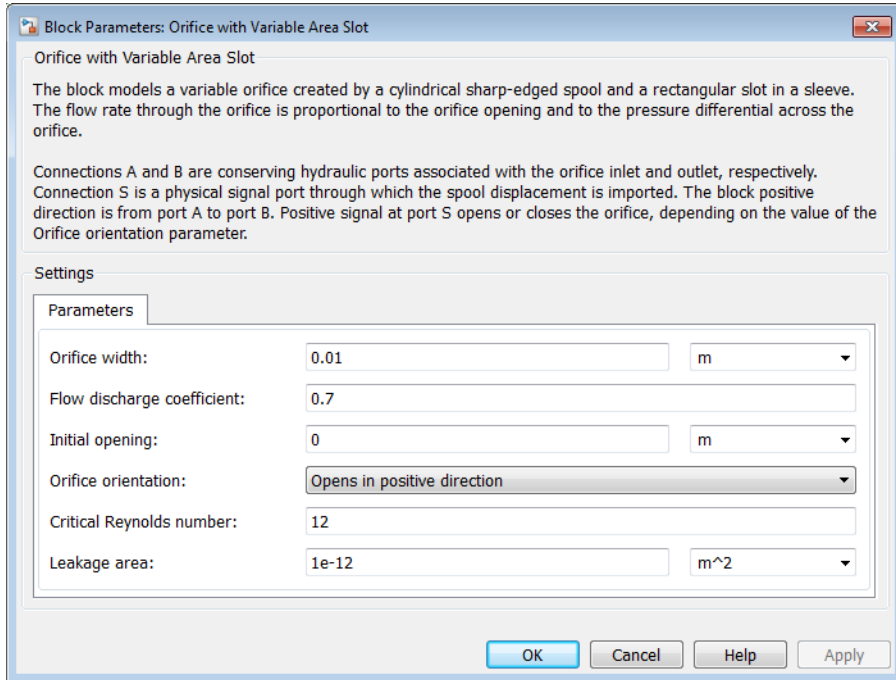 Block Parameters: Orifice with Variable Area Slot
Orifice with Variable Area Slot
The block models a variable orifice created by a cylindrical sharp-edged spool and a rectangular slot in a sleeve.
The flow rate through the orifice is proportional to the orifice opening and to the pressure differential across the
orifice.
Connections A and B are conserving hydraulic ports associated with the orifice inlet and outlet, respectively.
Connection S is a physical signal port through which the spool displacement is imported. The block positive
direction is from port A to port B. Positive signal at port S opens or closes the orifice, depending on the value of the
Orifice orientation parameter.
Settings
Parameters
Orifice width: 0.01 m
Flow discharge coefficient: 0.7
Initial opening: 0 m
Orifice orientation: Opens in positive direction
Critical Reynolds number: 12
Leakage area: 1e-12 m^2
OK Cancel Help Apply